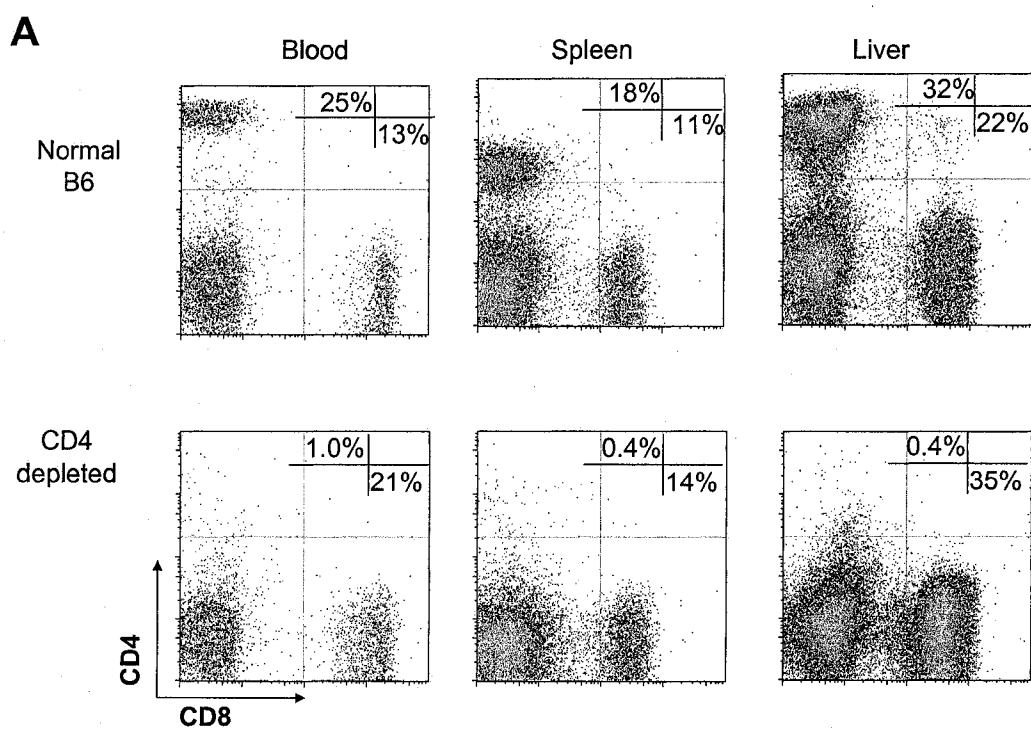 A
Blood Spleen Liver
Normal
B6
25%
13%
18%
11%
32%
22%
CD4
depleted
1.0%
21%
0.4%
14%
0.4%
35%
CD4
CD8